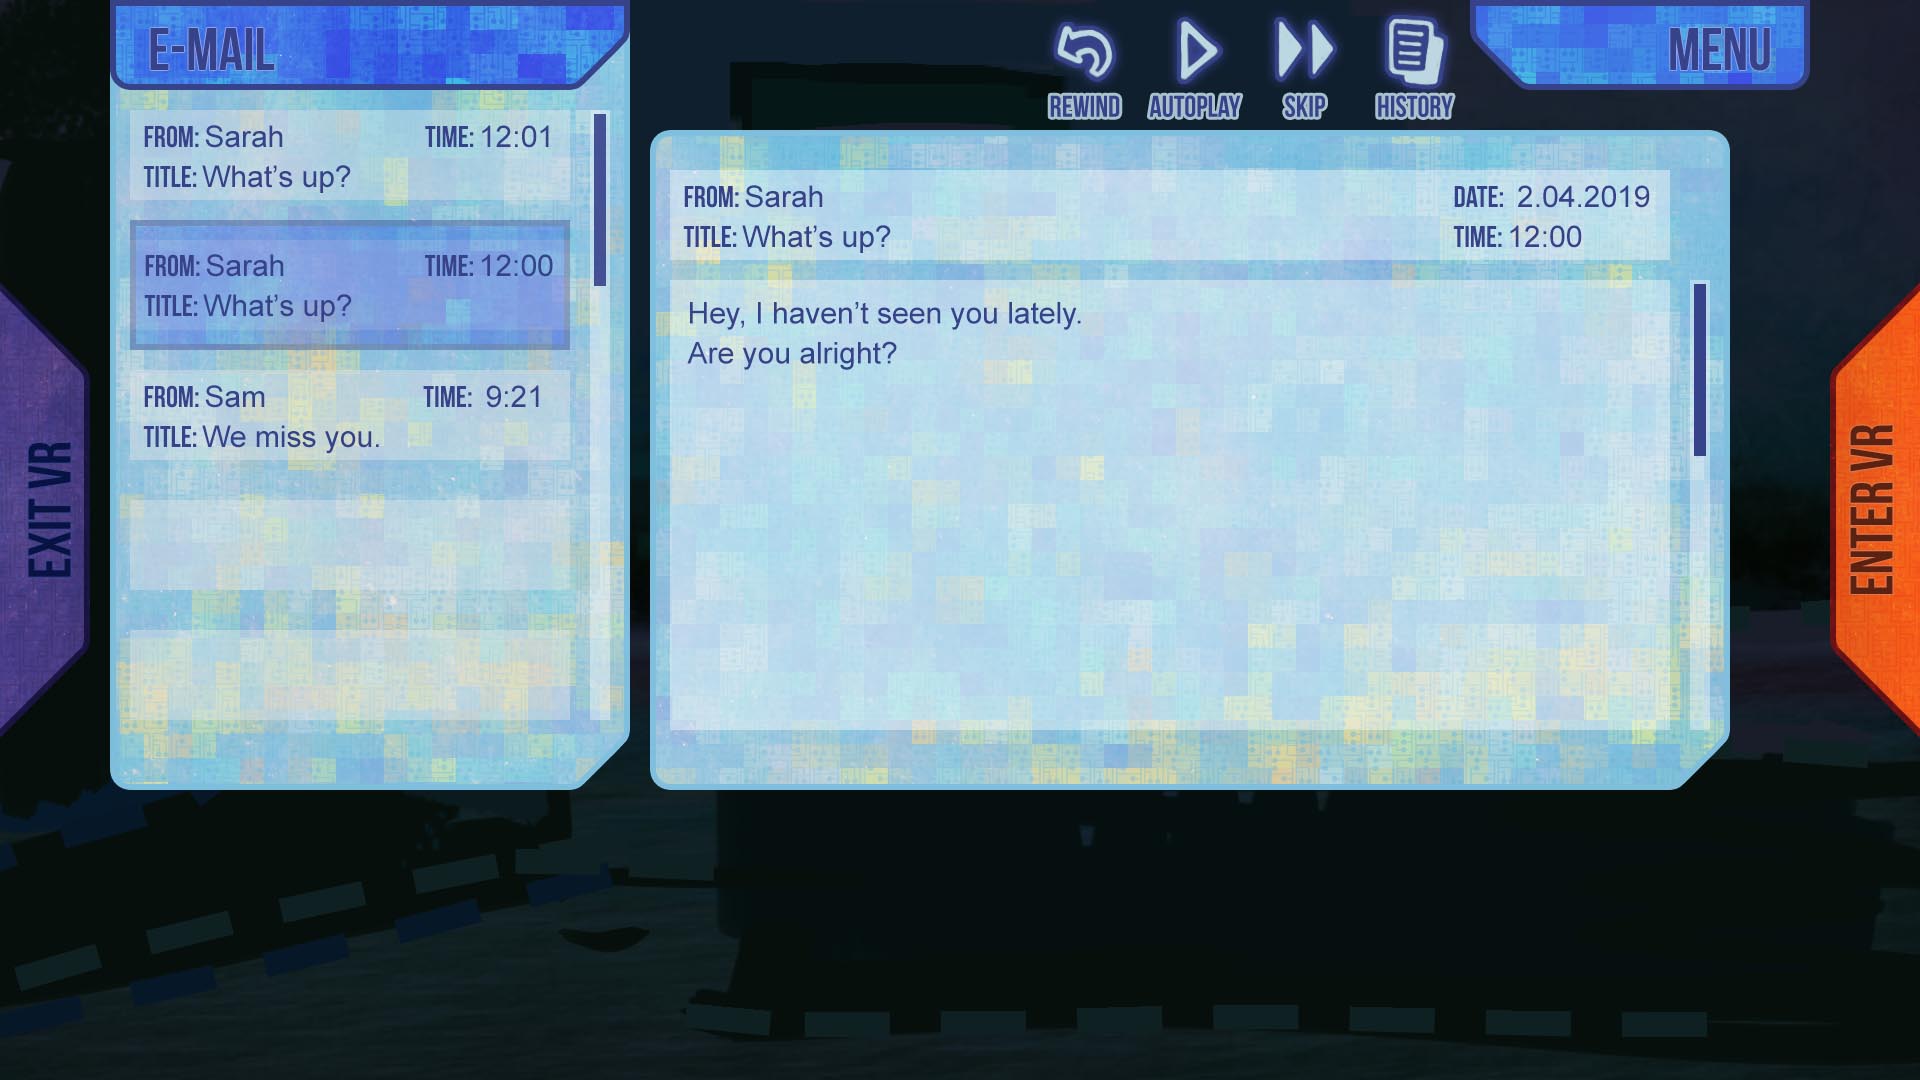 E-MAIL
FROM: Sarah TIME: 12:01
TITLE: What's up?
FROM: Sarah TIME: 12:00
TITLE: What's up?
FROM: Sam TIME: 9:21
TITLE: We miss you.
EXIT VR
REWIND AUTOPLAY SKIP HISTORY
MENU
FROM: Sarah DATE: 2.04.2019
TITLE: What's up? TIME: 12:00
Hey, I haven't seen you lately.
Are you alright?
ENTER VR